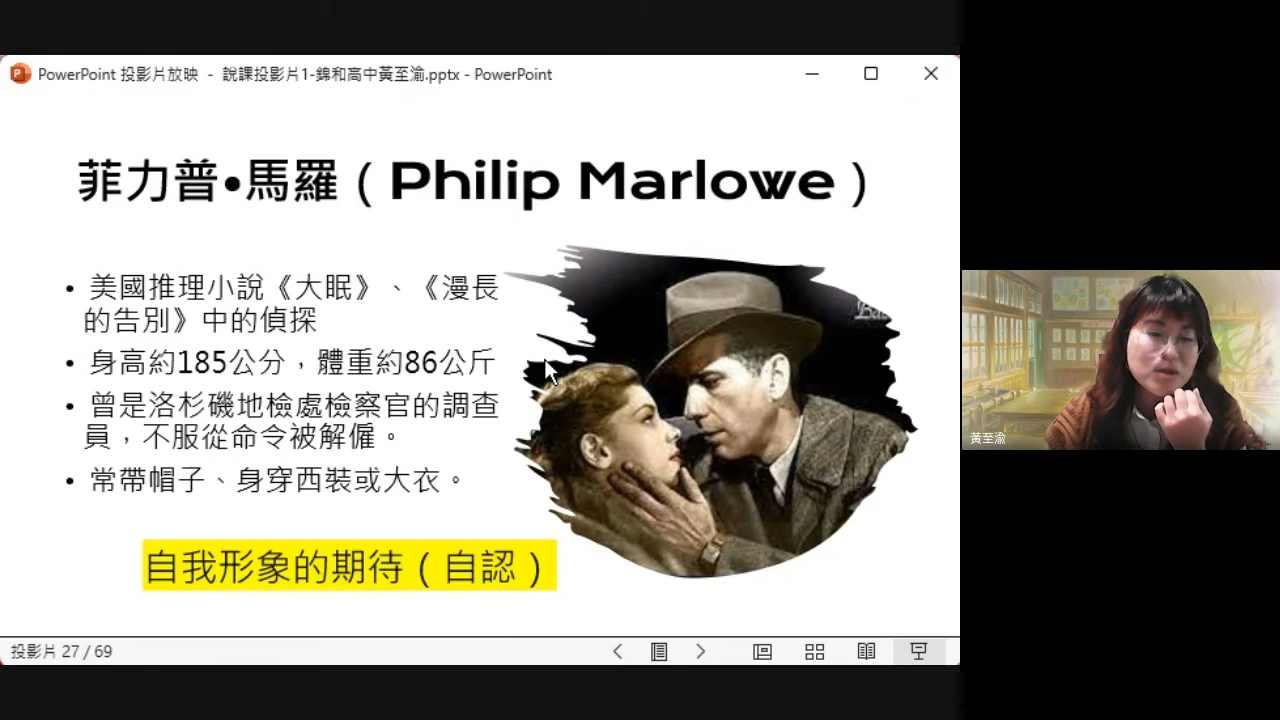 PowerPoint 投影片放映 - 說課投影片1-錦和高中黃至渝.pptx - PowerPoint
菲力普•馬羅（Philip Marlowe）
• 美國推理小說《大眠》、《漫長
的告別》中的偵探
• 身高約185公分，體重約86公斤
• 曾是洛杉磯地檢處檢察官的調查
員，不服從命令被解僱。
• 常帶帽子、身穿西裝或大衣。
自我形象的期待（自認）
黃至渝
投影片 27 / 69